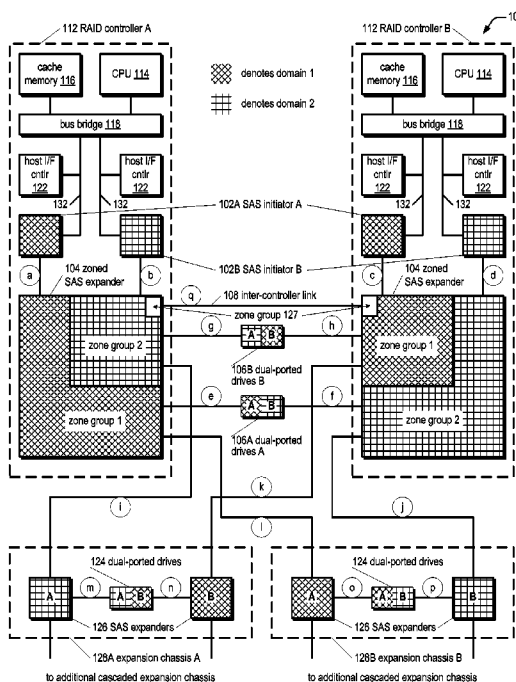 10
112 RAID controller A
112 RAID controller B
cache
memory 116
CPU 114
denotes domain 1
denotes domain 2
cache
memory 116
CPU 114
bus bridge 118
bus bridge 118
host I/F
cntlr
122
host I/F
cntlr
122
host I/F
cntlr
122
host I/F
cntlr
122
132
132
132
132
102A SAS initiator A
102B SAS initiator B
a
b
c
d
104 zoned
SAS expander
104 zoned
SAS expander
q
108 inter-controller link
zone group 127
zone group 2
zone group 1
g
A
B
h
106B dual-ported
drives B
e
A
B
f
106A dual-ported
drives A
zone group 1
zone group 2
i
k
l
j
124 dual-ported drives
124 dual-ported drives
A
m
A
B
n
B
A
o
A
B
p
B
126 SAS expanders
126 SAS expanders
128A expansion chassis A
128B expansion chassis B
to additional cascaded expansion chassis
to additional cascaded expansion chassis